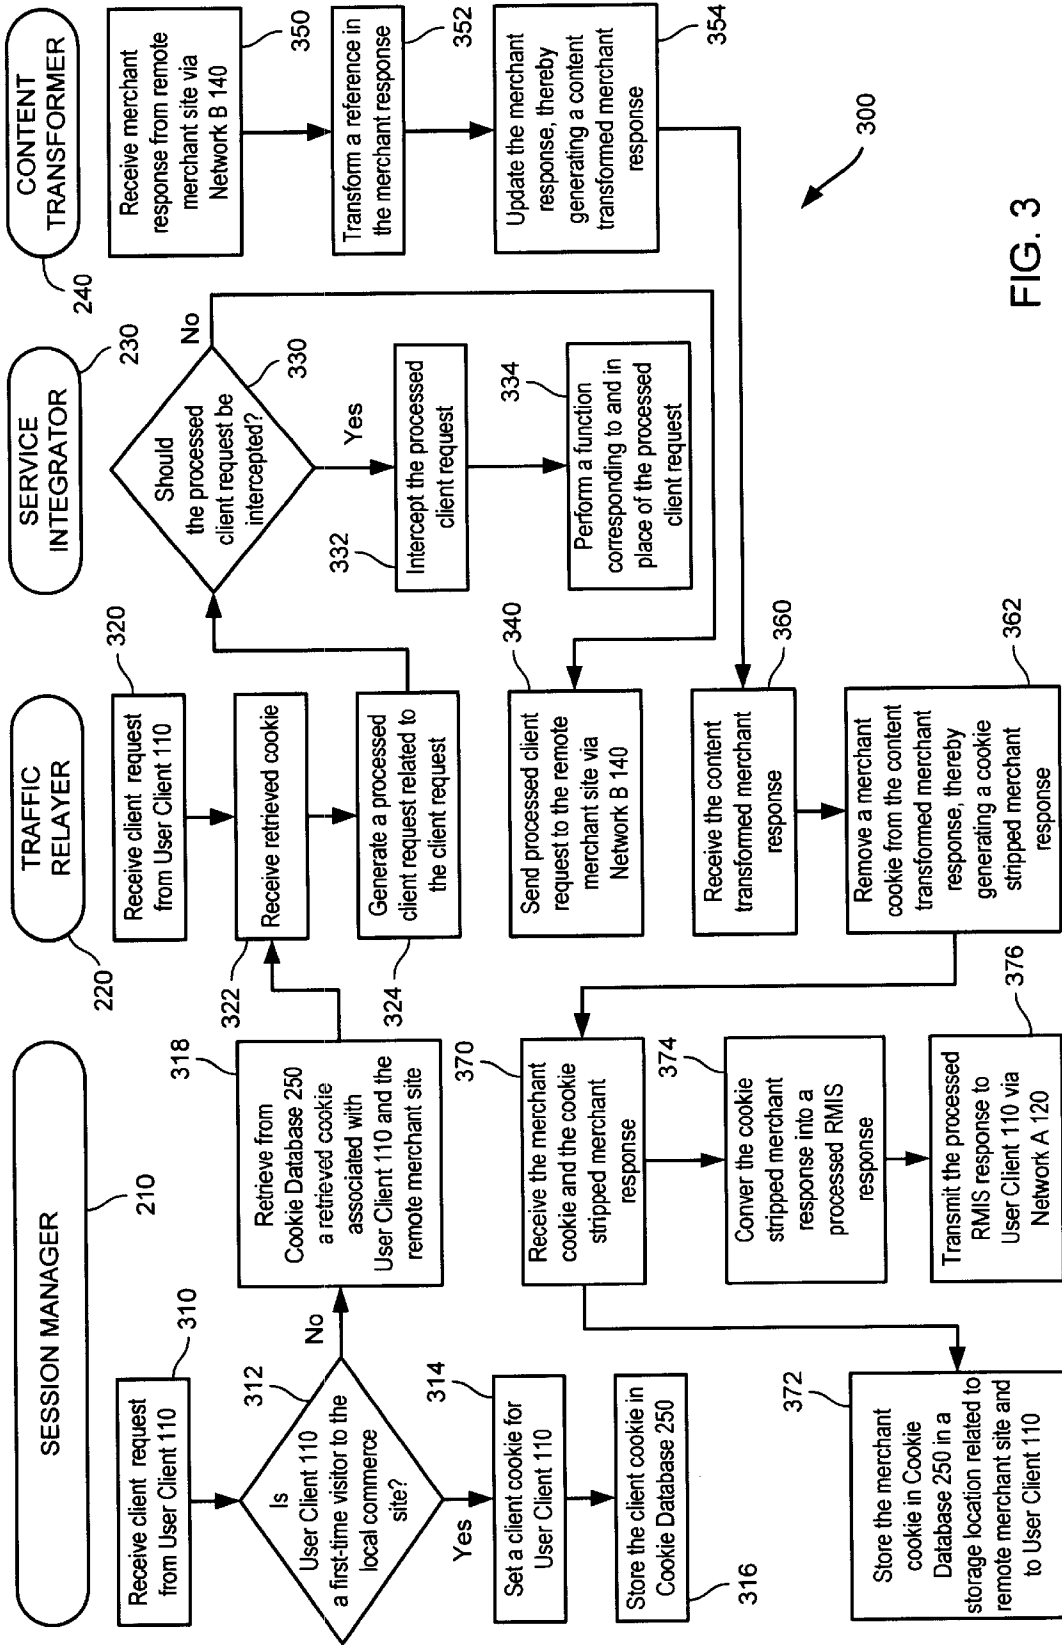 SESSION MANAGER
210
Receive client request
from User Client 110
310
Is
User Client 110
a first-time visitor to the
local commerce
site?
312
No
Yes
Set a client cookie for
User Client 110
314
Store the client cookie in
Cookie Database 250
316
Retrieve from
Cookie Database 250
a retrieved cookie
associated with
User Client 110 and the
remote merchant site
318
Receive the merchant
cookie and the cookie
stripped merchant
response
370
Store the merchant
cookie in Cookie
Database 250 in a
storage location related to
remote merchant site and
to User Client 110
372
Conver the cookie
stripped merchant
response into a
processed RMIS
response
374
Transmit the processed
RMIS response to
User Client 110 via
Network A 120
376
TRAFFIC
RELAYER
220
Receive client request
from User Client 110
320
Receive retrieved cookie
322
Generate a processed
client request related to
the client request
324
Send processed client
request to the remote
merchant site via
Network B 140
340
Receive the content
transformed merchant
response
360
Remove a merchant
cookie from the content
transformed merchant
response, thereby
generating a cookie
stripped merchant
response
362
SERVICE
INTEGRATOR
230
Should
the processed
client request be
intercepted?
330
No
Yes
Intercept the processed
client request
332
Perform a function
corresponding to and in
place of the processed
client request
334
CONTENT
TRANSFORMER
240
Receive merchant
response from remote
merchant site via
Network B 140
350
Transform a reference in
the merchant response
352
Update the merchant
response, thereby
generating a content
transformed merchant
response
354
300
FIG. 3